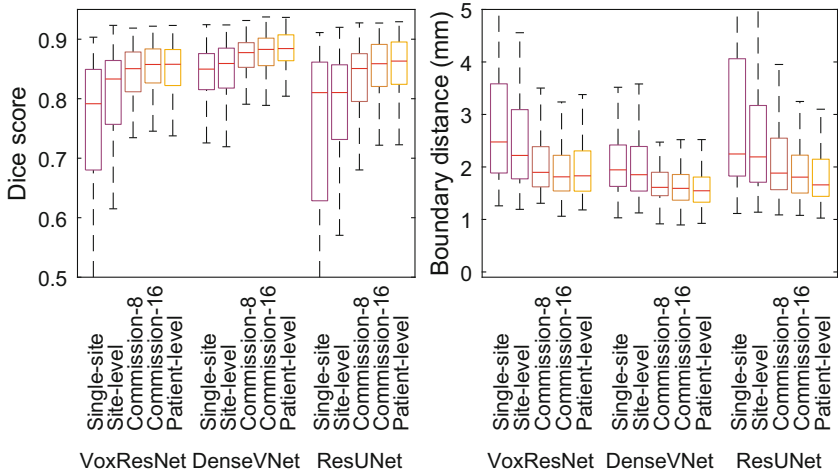 Dice score
0.9
0.8
0.7
0.6
0.5
Single-site
Site-level
Commission-8
Commission-16
Patient-level
Single-site
Site-level
Commission-8
Commission-16
Patient-level
Single-site
Site-level
Commission-8
Commission-16
Patient-level
VoxResNet DenseVNet ResUNet
Boundary distance (mm)
5
4
3
2
1
0
Single-site
Site-level
Commission-8
Commission-16
Patient-level
Single-site
Site-level
Commission-8
Commission-16
Patient-level
Single-site
Site-level
Commission-8
Commission-16
Patient-level
VoxResNet DenseVNet ResUNet